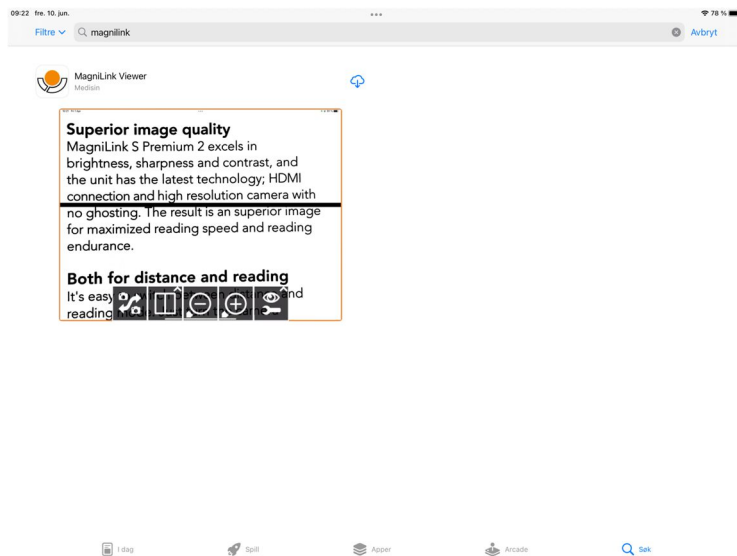 09:22 fre. 10. jun.
78 %
Filtre
magnilink
Avbryt
MagniLink Viewer
Medisin
Superior image quality
MagniLink S Premium 2 excels in
brightness, sharpness and contrast, and
the unit has the latest technology; HDMI
connection and high resolution camera with
no ghosting. The result is an superior image
for maximized reading speed and reading
endurance.
Both for distance and reading
It's easy and
reading
I dag
Spill
Apper
Arcade
Søk